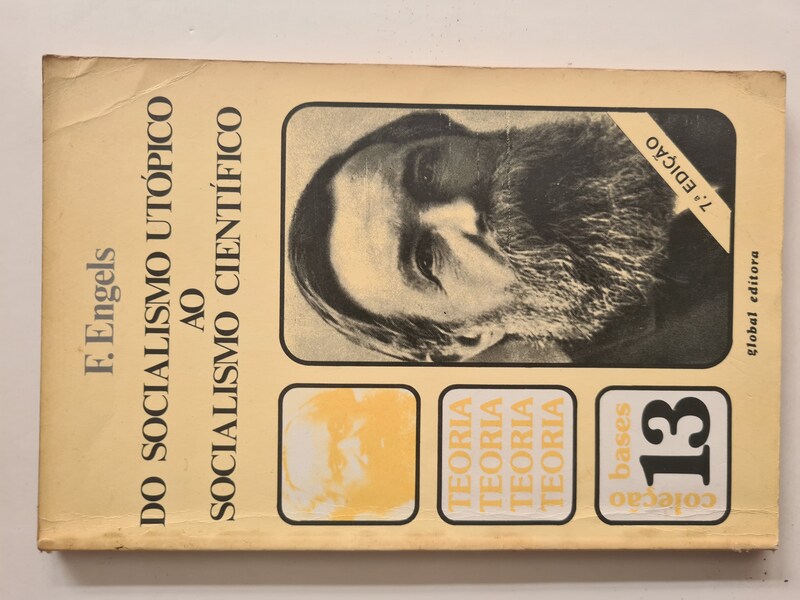 F. Engels
DO SOCIALISMO UTÓPICO
AO
SOCIALISMO CIENTÍFICO
TEORIA
TEORIA
TEORIA
TEORIA
coleção
bases
13
7.ª EDIÇÃO
global editora